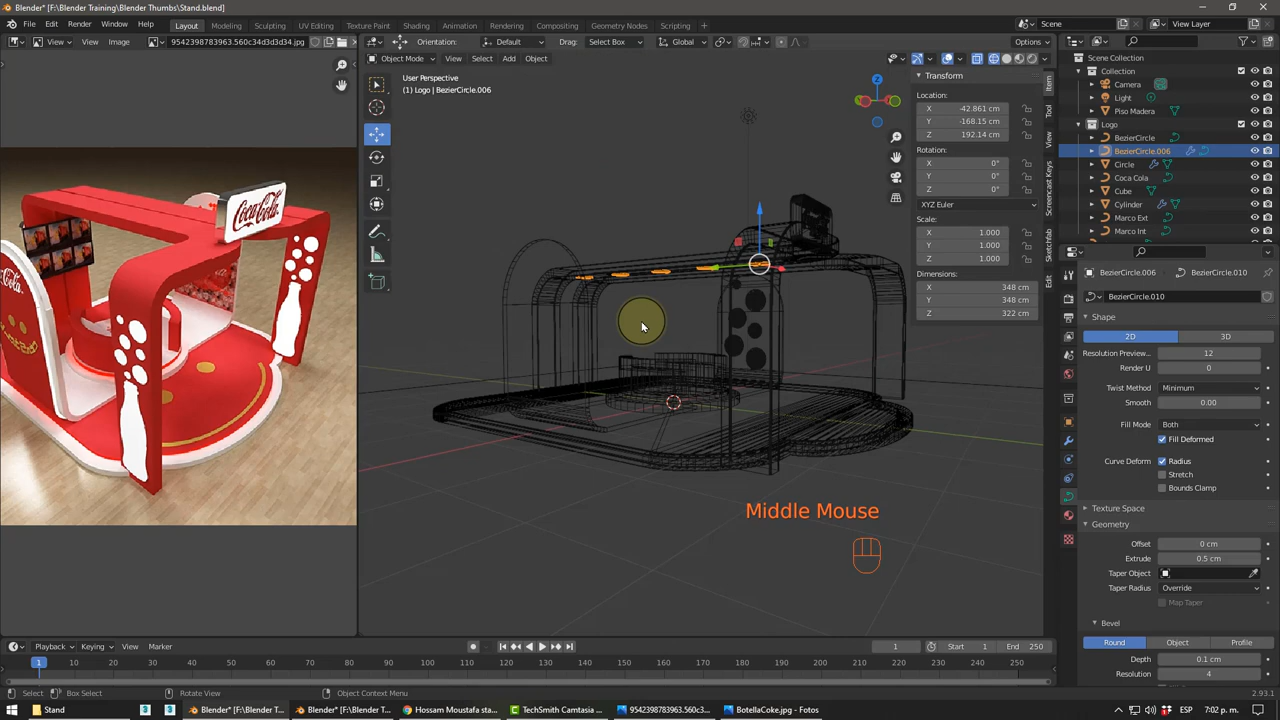 Blender* [F:\Blender Training\Blender Thumbs\Stand.blend]
File Edit Render Window Help Layout Modeling Sculpting UV Editing Texture Paint Shading Animation Rendering Compositing Geometry Nodes Scripting Scene View Layer
View View Image 9542398783963.560c34d3d3d34.jpg Orientation: Default Drag: Select Box Global Options
Object Mode View Select Add Object
User Perspective
(1) Logo | BezierCircle.006
Coca-Cola
Z
Middle Mouse
Transform
Location:
X -42.861 cm
Y -168.15 cm
Z 192.14 cm
Rotation:
X 0°
Y 0°
Z 0°
XYZ Euler
Scale:
X 1.000
Y 1.000
Z 1.000
Dimensions:
X 348 cm
Y 348 cm
Z 322 cm
Item
Tool
View
Screencast Keys
Sketchfab
Edit
Scene Collection
Collection
Camera
Light
Piso Madera
Logo
BezierCircle
BezierCircle.006
Circle
Coca Cola
Cube
Cylinder
Marco Ext
Marco Int
BezierCircle.006 BezierCircle.010
BezierCircle.010
Shape
2D 3D
Resolution Preview... 12
Render U 0
Twist Method Minimum
Smooth 0.00
Fill Mode Both
Fill Deformed
Curve Deform Radius
Stretch
Bounds Clamp
Texture Space
Geometry
Offset 0 cm
Extrude 0.5 cm
Taper Object
Taper Radius Override
Map Taper
Bevel
Round Object Profile
Depth 0.1 cm
Resolution 4
Playback Keying View Marker 1 Start 1 End 250
1 10 20 30 40 50 60 70 80 90 100 110 120 130 140 150 160 170 180 190 200 210 220 230 240 250
Select Box Select Rotate View Object Context Menu 2.93.1
Stand Blender* [F:\Blender T... Blender* [F:\Blender T... Hossam Moustafa sta... TechSmith Camtasia 9542398783963.560c3... BotellaCoke.jpg - Fotos ESP 7:02 p. m.